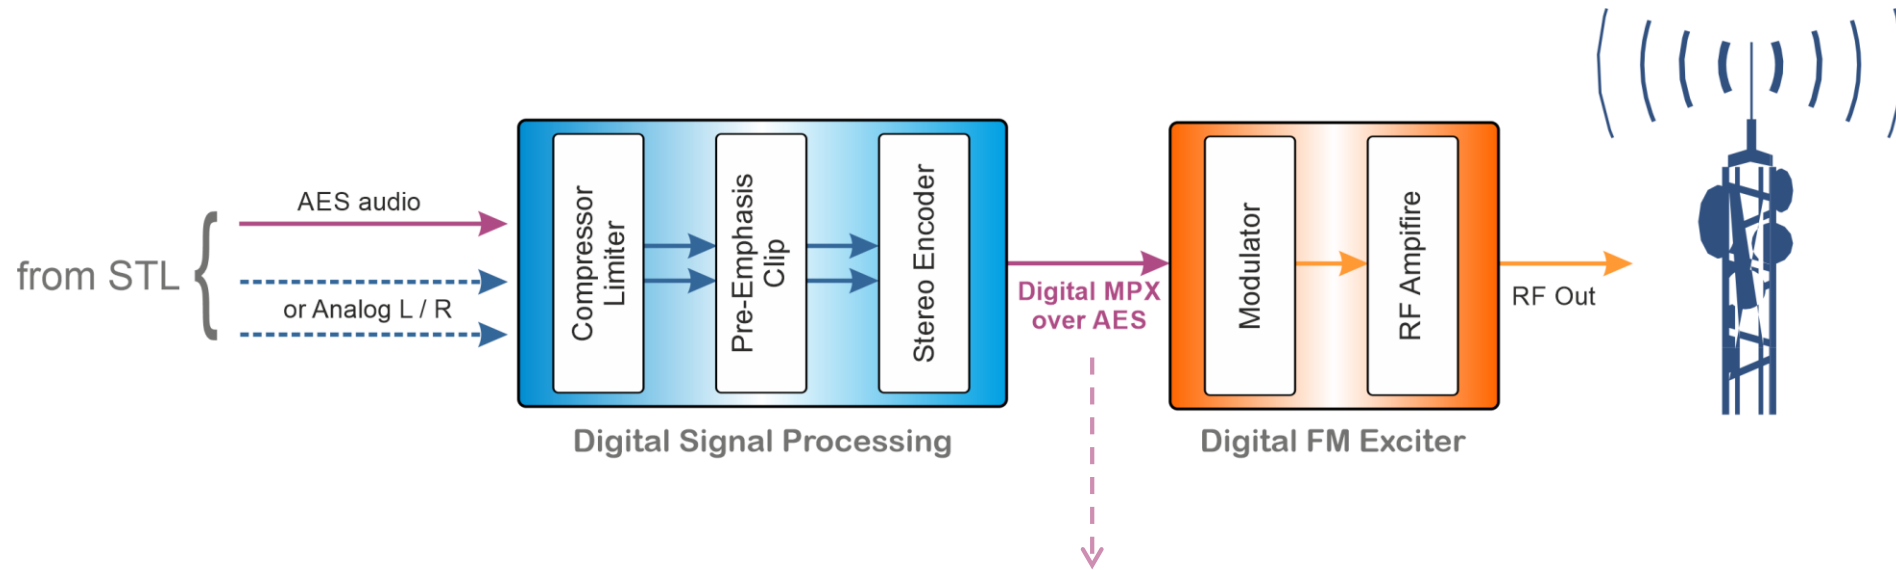 from STL
AES audio
or Analog L / R
Compressor
Limiter
Pre-Emphasis
Clip
Stereo Encoder
Digital Signal Processing
Digital MPX
over AES
Modulator
RF Ampifire
Digital FM Exciter
RF Out